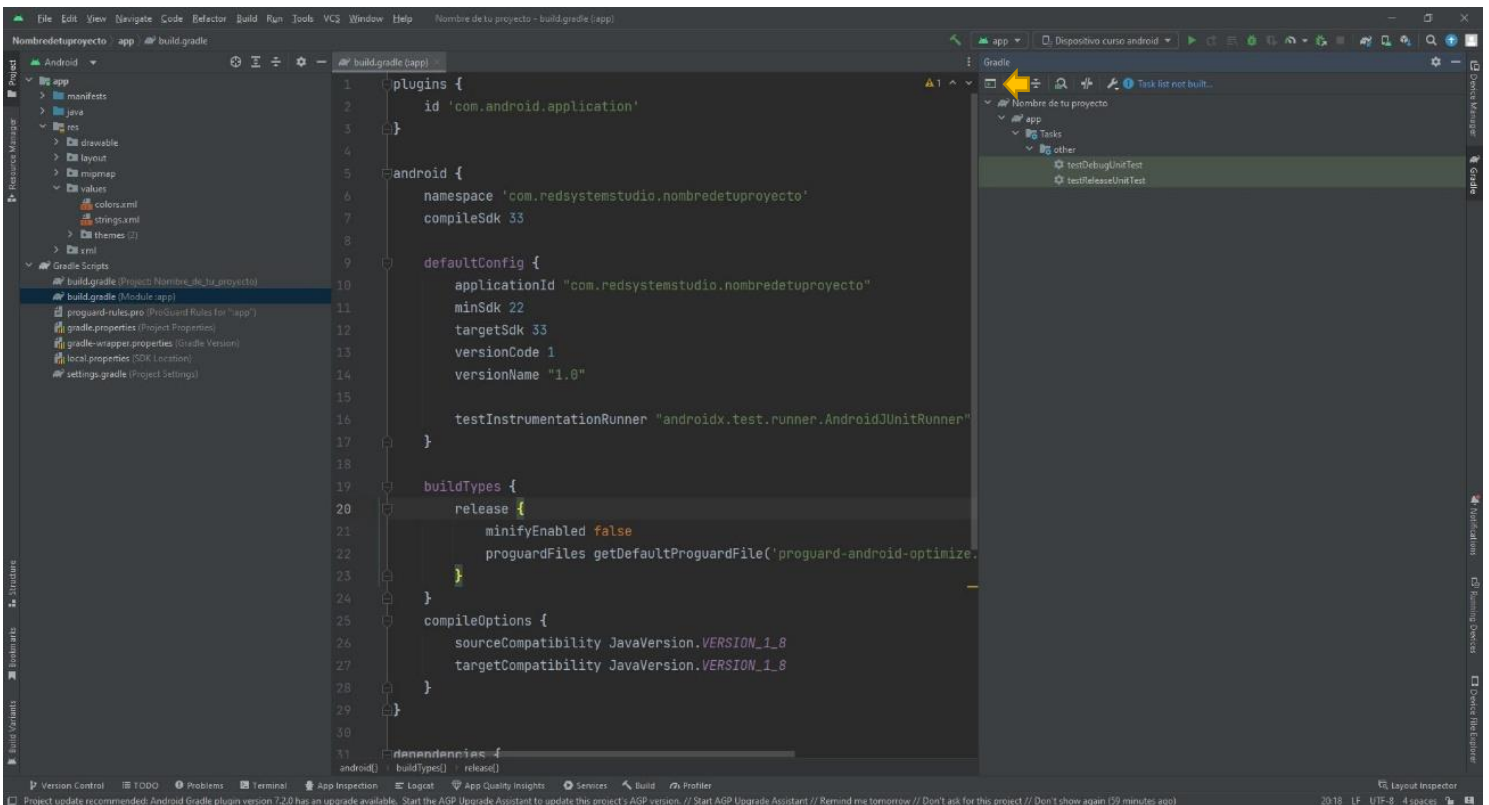 File Edit View Navigate Code Refactor Build Run Tools VCS Window Help Nombre de tu proyecto - build.gradle (:app)
Nombredetuproyecto app build.gradle
app Dispositivo curso android
Android
build.gradle (:app)
Gradle
Project
Resource Manager
Structure
Bookmarks
Build Variants
app
manifests
java
res
drawable
layout
mipmap
values
colors.xml
strings.xml
themes (2)
xml
Gradle Scripts
build.gradle (Project: Nombre_de_tu_proyecto)
build.gradle (Module :app)
proguard-rules.pro (ProGuard Rules for ":app")
gradle.properties (Project Properties)
gradle-wrapper.properties (Gradle Version)
local.properties (SDK Location)
settings.gradle (Project Settings)
1 plugins {
2 id 'com.android.application'
3 }
4
5 android {
6 namespace 'com.redsystemstudio.nombredetuproyecto'
7 compileSdk 33
8
9 defaultConfig {
10 applicationId "com.redsystemstudio.nombredetuproyecto"
11 minSdk 22
12 targetSdk 33
13 versionCode 1
14 versionName "1.0"
15
16 testInstrumentationRunner "androidx.test.runner.AndroidJUnitRunner"
17 }
18
19 buildTypes {
20 release {
21 minifyEnabled false
22 proguardFiles getDefaultProguardFile('proguard-android-optimize.
23 }
24 }
25 compileOptions {
26 sourceCompatibility JavaVersion.VERSION_1_8
27 targetCompatibility JavaVersion.VERSION_1_8
28 }
29 }
30
31 dependencies {
android{} buildTypes{} release{}
1
Task list not built...
Nombre de tu proyecto
app
Tasks
other
testDebugUnitTest
testReleaseUnitTest
Device Manager
Gradle
Notifications
Running Devices
Device File Explorer
Version Control TODO Problems Terminal App Inspection Logcat App Quality Insights Services Build Profiler Layout Inspector
Project update recommended: Android Gradle plugin version 7.2.0 has an upgrade available. Start the AGP Upgrade Assistant to update this project's AGP version. // Start AGP Upgrade Assistant // Remind me tomorrow // Don't ask for this project // Don't show again (59 minutes ago) 20:18 LF UTF-8 4 spaces